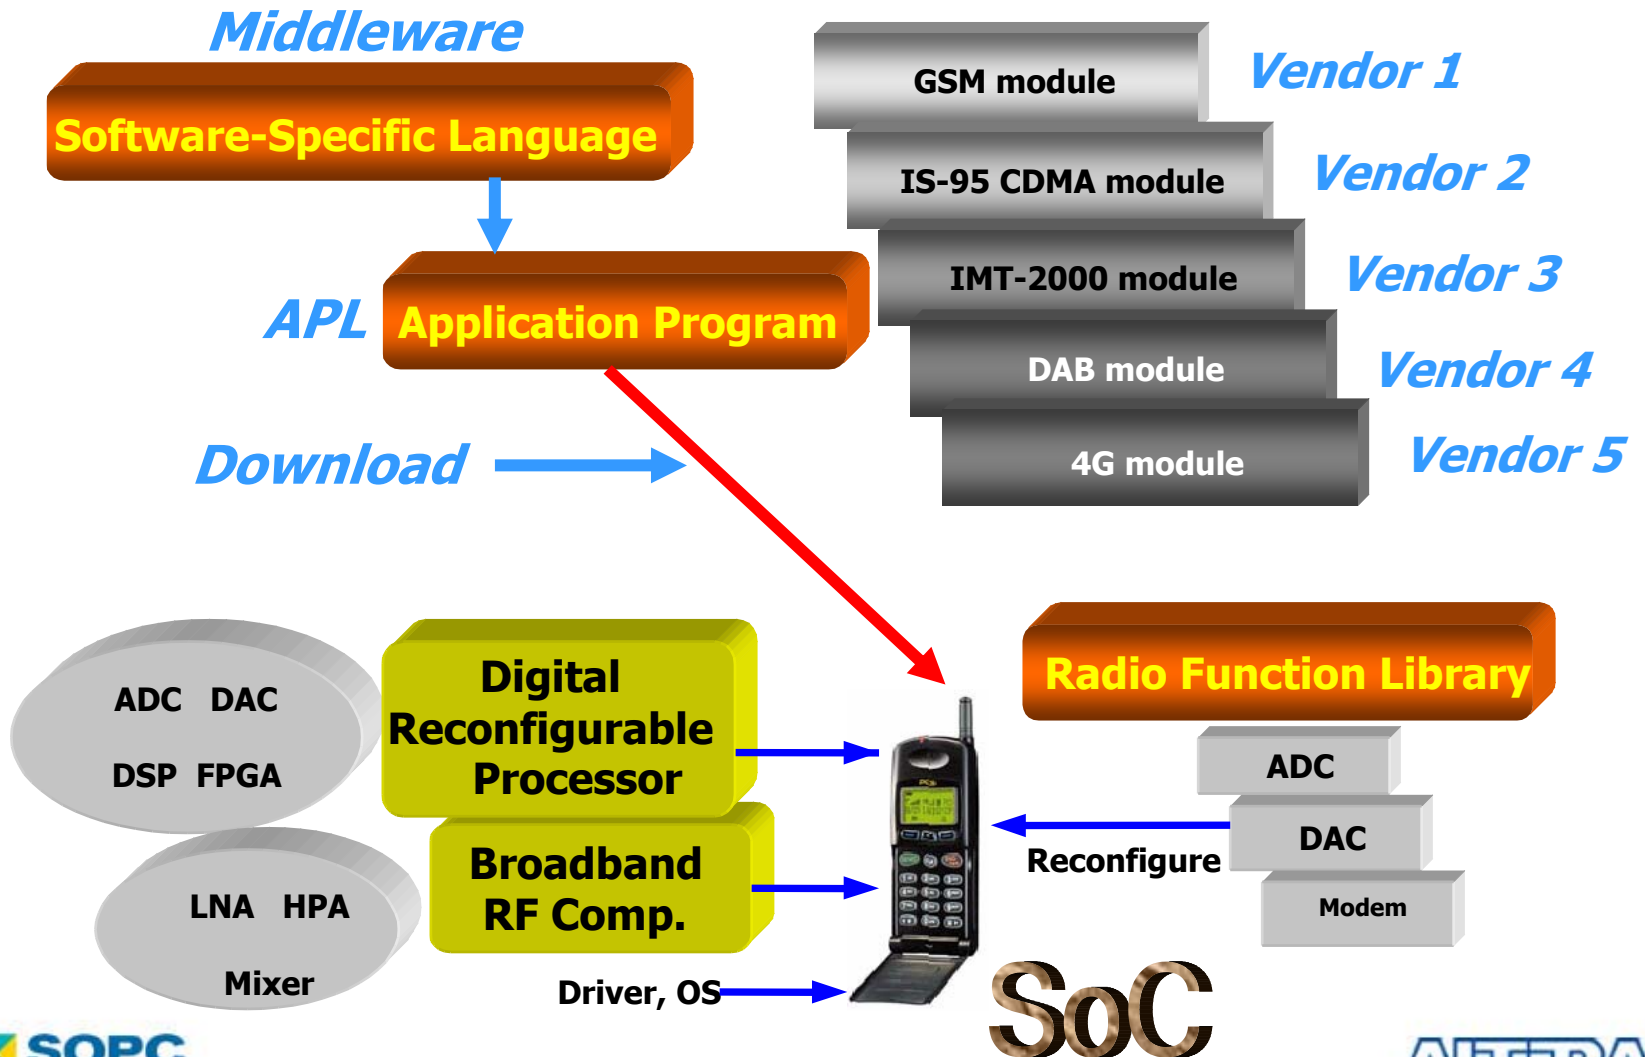 Middleware
Software-Specific Language
APL
Application Program
Download
GSM module
Vendor 1
IS-95 CDMA module
Vendor 2
IMT-2000 module
Vendor 3
DAB module
Vendor 4
4G module
Vendor 5
ADC DAC
DSP FPGA
Digital
Reconfigurable
Processor
LNA HPA
Mixer
Broadband
RF Comp.
Driver, OS
Radio Function Library
ADC
DAC
Modem
Reconfigure
SoC
SOPC
ALTERA